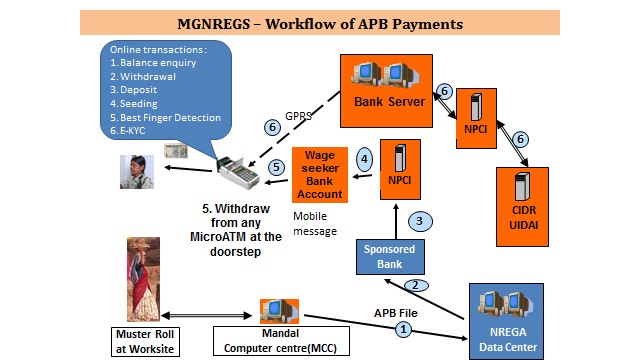 MGNREGS – Workflow of APB Payments
Online transactions :
1. Balance enquiry
2. Withdrawal
3. Deposit
4. Seeding
5. Best Finger Detection
6. E-KYC
Bank Server
6
NPCI
6
CIDR
UIDAI
GPRS
6
5
Wage
seeker
Bank
Account
4
NPCI
5. Withdraw
from any
MicroATM at the
doorstep
Mobile
message
3
Sponsored
Bank
2
APB File
1
NREGA
Data Center
Muster Roll
at Worksite
Mandal
Computer centre(MCC)